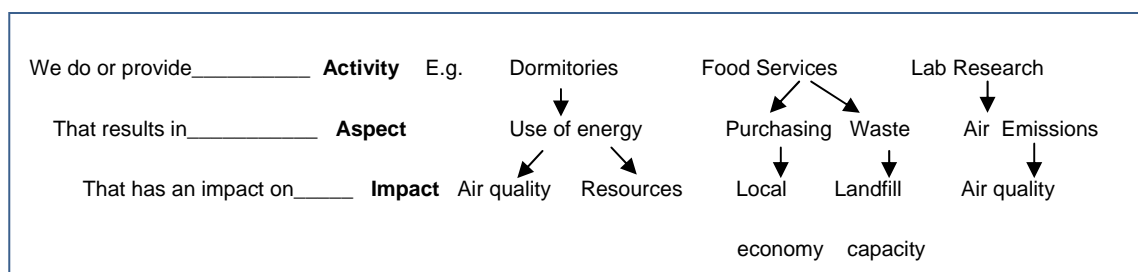 We do or provide__________ Activity E.g. Dormitories Food Services Lab Research
That results in___________ Aspect Use of energy Purchasing Waste Air Emissions
That has an impact on_____ Impact Air quality Resources Local Landfill Air quality
economy capacity